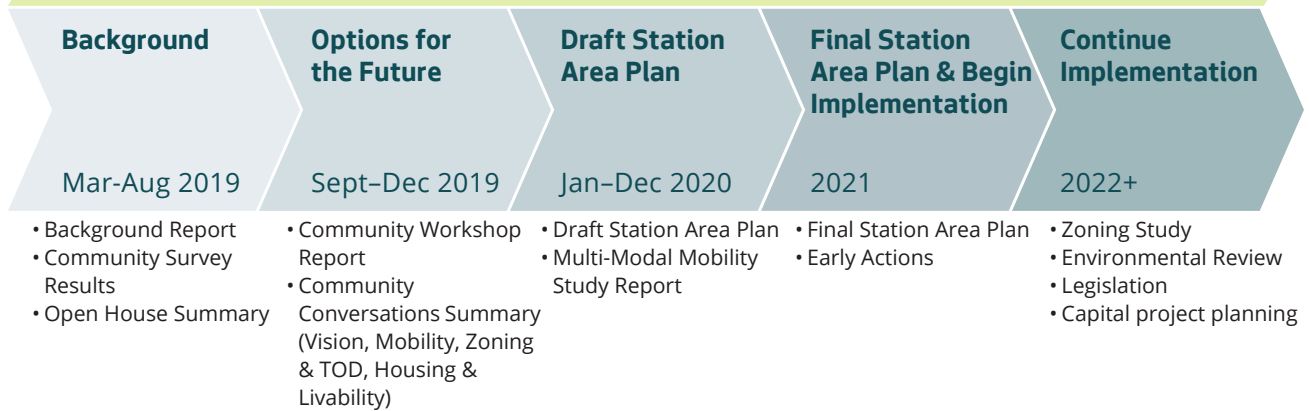 Background
Mar-Aug 2019
• Background Report
• Community Survey
Results
• Open House Summary
Options for
the Future
Sept–Dec 2019
• Community Workshop
Report
• Community
Conversations Summary
(Vision, Mobility, Zoning
& TOD, Housing &
Livability)
Draft Station
Area Plan
Jan–Dec 2020
• Draft Station Area Plan
• Multi-Modal Mobility
Study Report
Final Station
Area Plan & Begin
Implementation
2021
• Final Station Area Plan
• Early Actions
Continue
Implementation
2022+
• Zoning Study
• Environmental Review
• Legislation
• Capital project planning